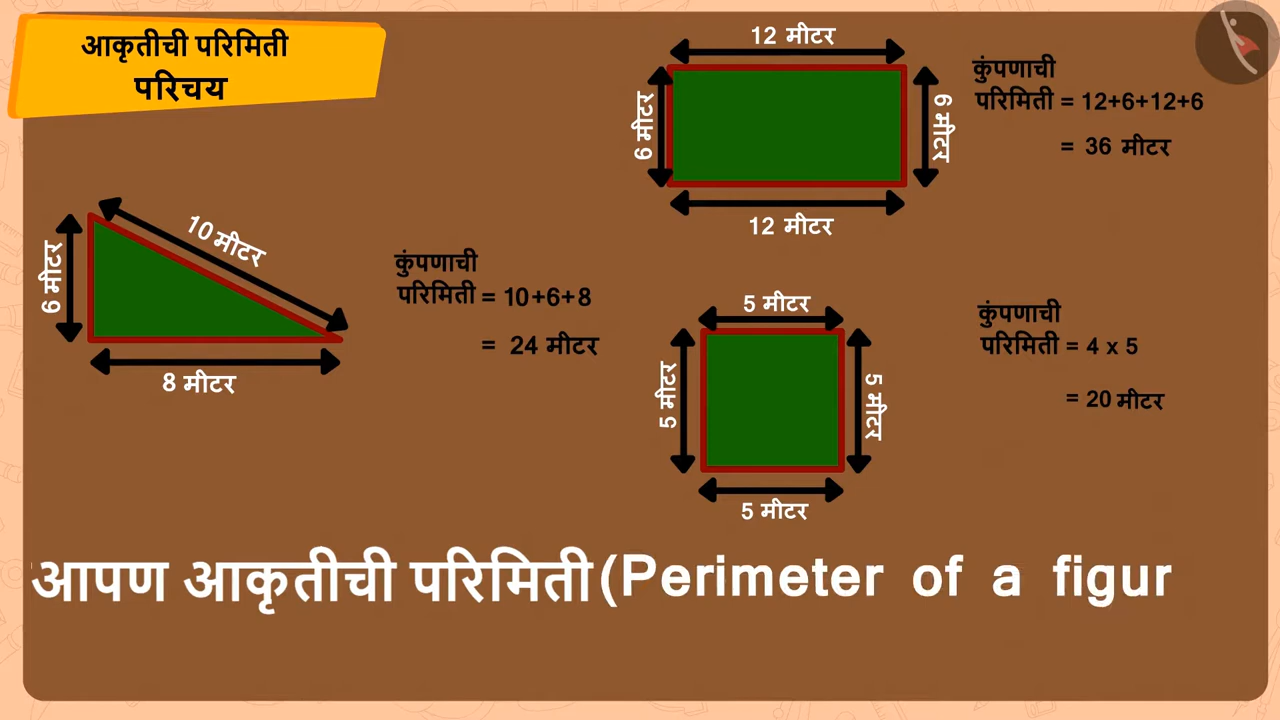 आकृतीची परिमिती
परिचय
12 मीटर
6 मीटर
6 मीटर
12 मीटर
कुंपणाची
परिमिती = 12+6+12+6
= 36 मीटर
10 मीटर
6 मीटर
8 मीटर
कुंपणाची
परिमिती = 10+6+8
= 24 मीटर
5 मीटर
5 मीटर
5 मीटर
5 मीटर
कुंपणाची
परिमिती = 4 x 5
= 20 मीटर
आपण आकृतीची परिमिती(Perimeter of a figur